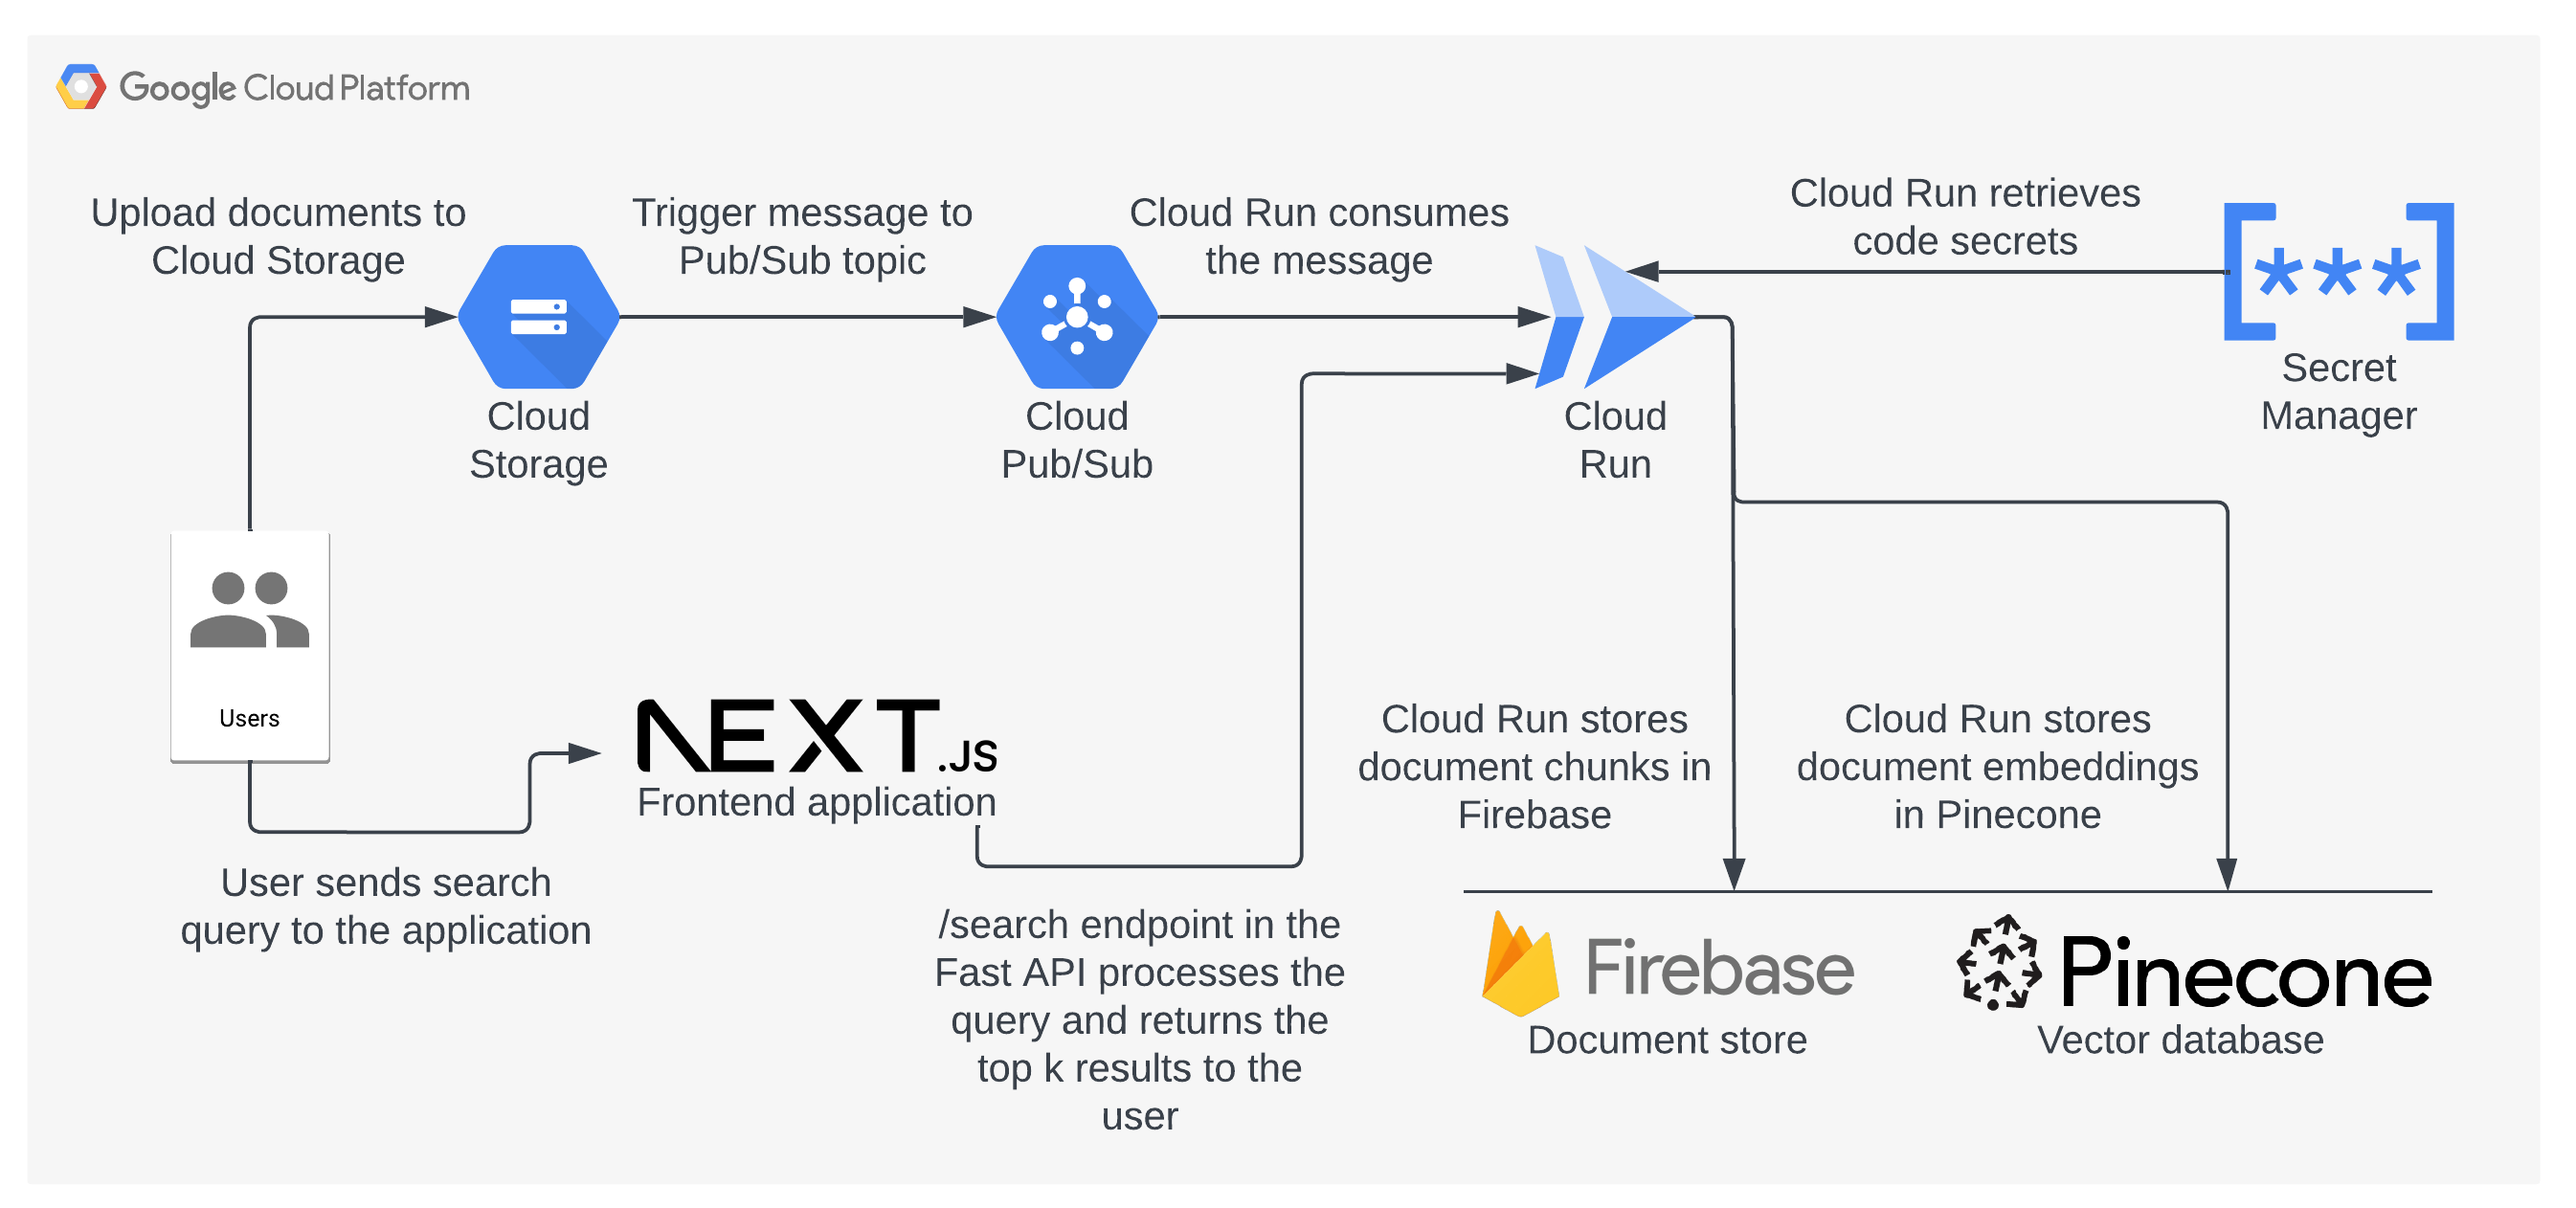 Google Cloud Platform
Upload documents to
Cloud Storage
Trigger message to
Pub/Sub topic
Cloud Run consumes
the message
Cloud Run retrieves
code secrets
***
Cloud
Storage
Cloud
Pub/Sub
Cloud
Run
Secret
Manager
Users
NEXT.JS
Frontend application
User sends search
query to the application
/search endpoint in the
Fast API processes the
query and returns the
top k results to the
user
Cloud Run stores
document chunks in
Firebase
Cloud Run stores
document embeddings
in Pinecone
Firebase
Document store
Pinecone
Vector database